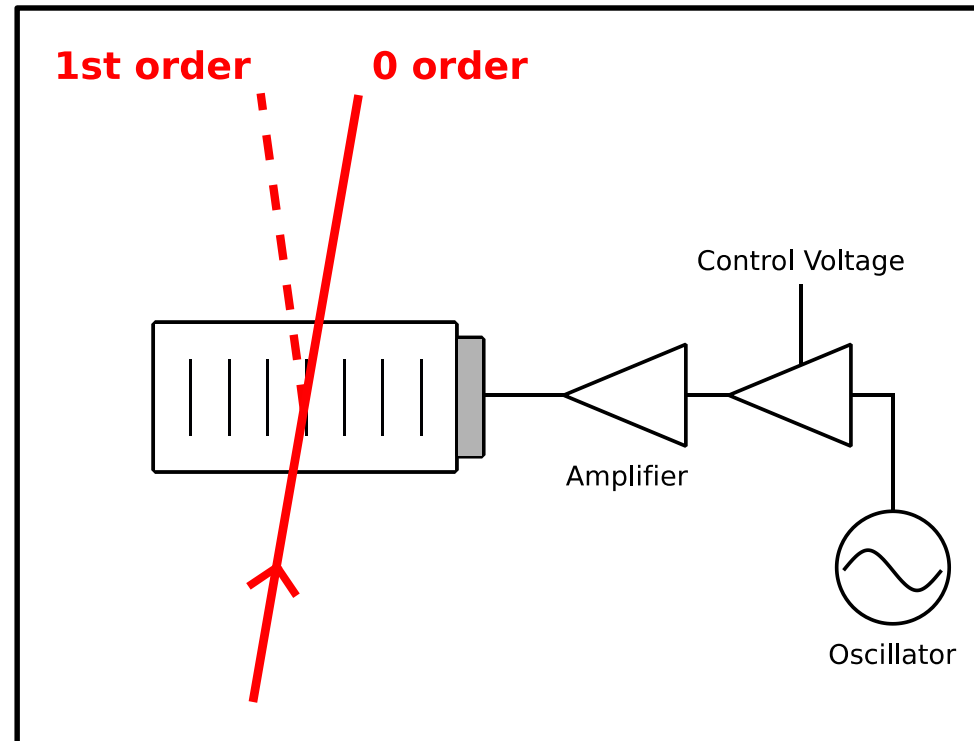 1st order
0 order
Control Voltage
Amplifier
Oscillator